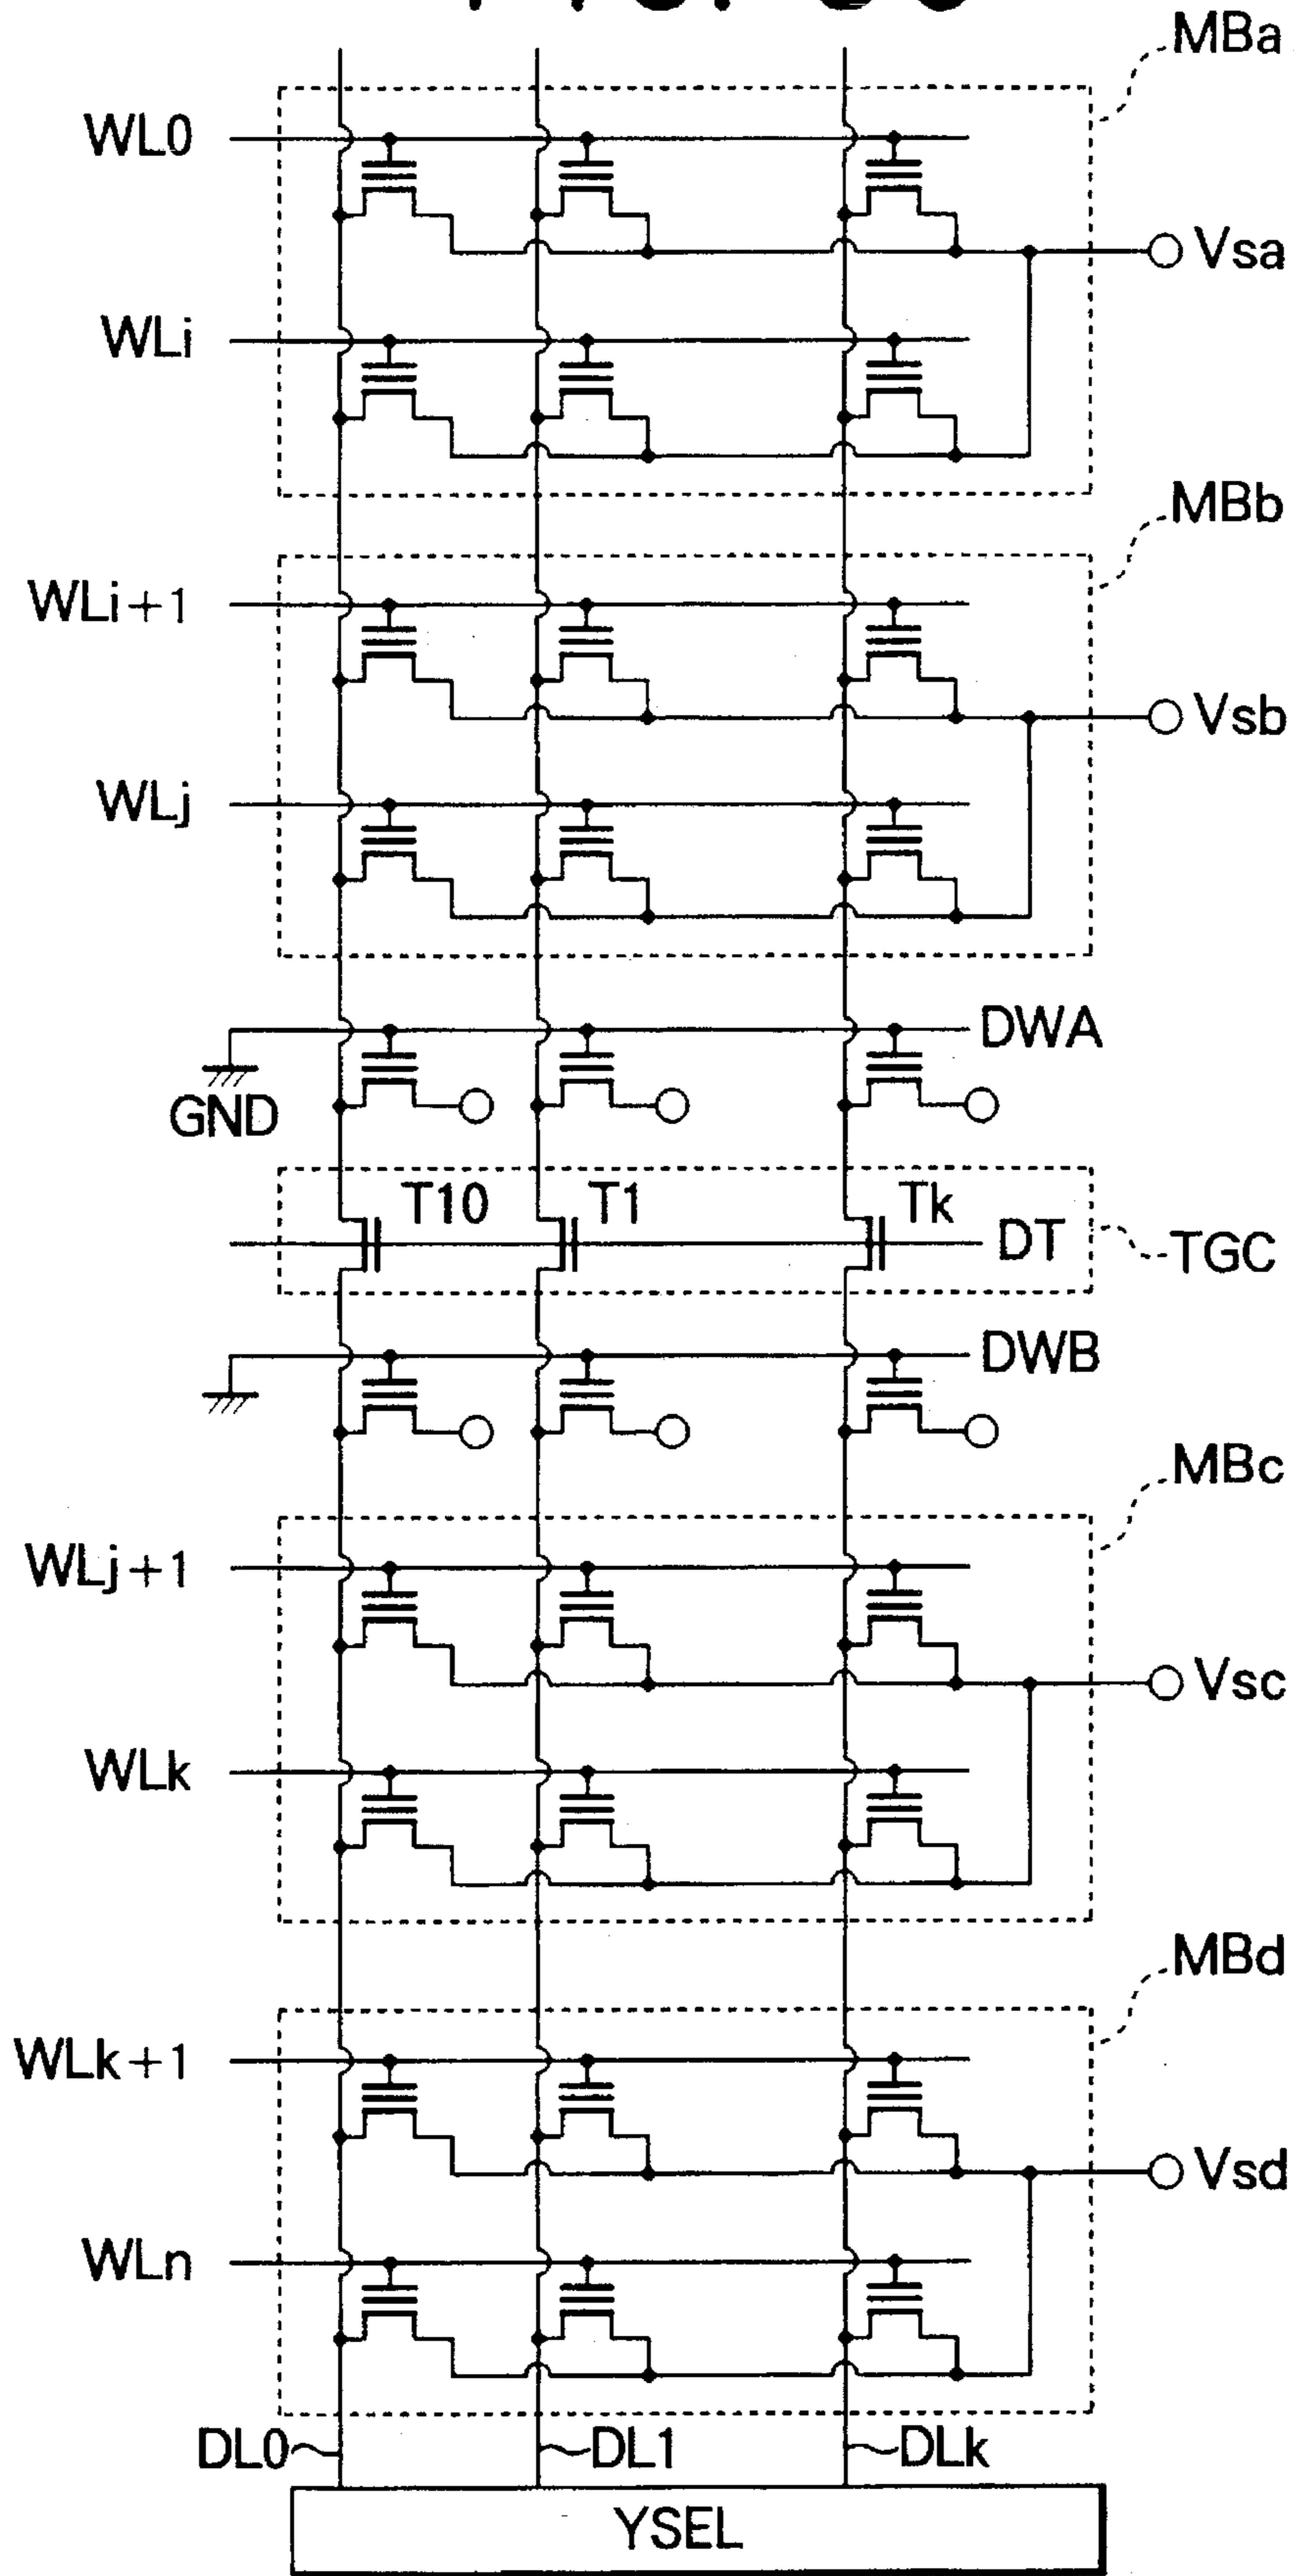 MBa
WL0
Vsa
WLi
MBb
WLi+1
Vsb
WLj
DWA
GND
T10 T1 Tk
DT
TGC
DWB
MBc
WLj+1
Vsc
WLk
MBd
WLk+1
Vsd
WLn
DL0 DL1 DLk
YSEL